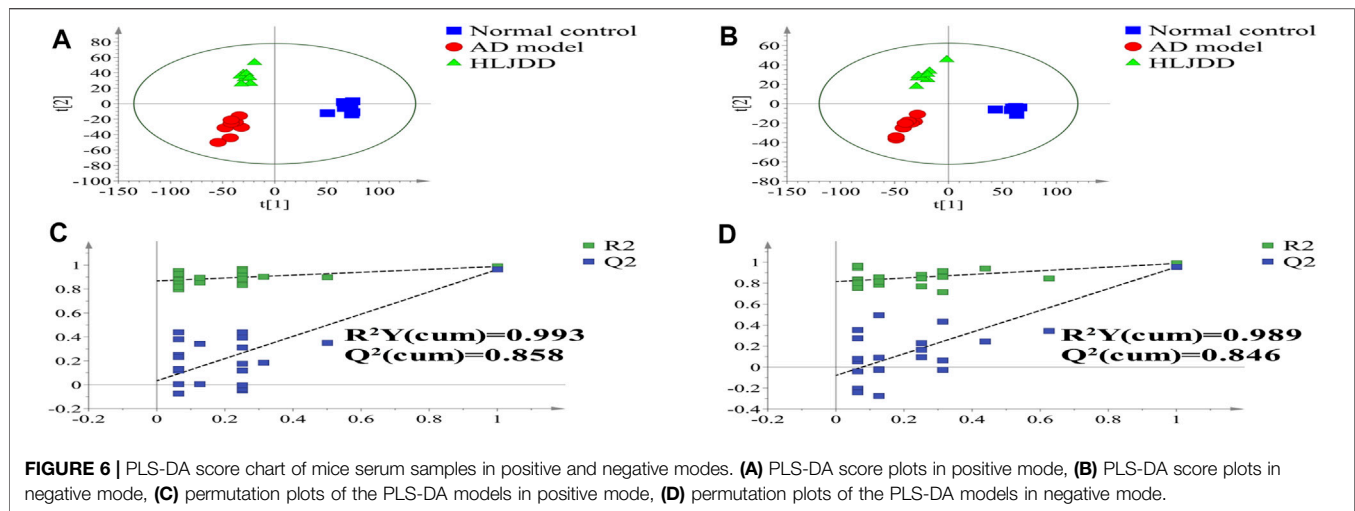 A
Normal control
AD model
HLJDD
80
60
40
20
0
-20
-40
-60
-80
-100
t[2]
-150 -100 -50 0 50 100
t[1]
B
Normal control
AD model
HLJDD
60
40
20
0
-20
-40
-60
-80
t[2]
-150 -100 -50 0 50 100
t[1]
C
R2
Q2
1
0.8
0.6
0.4
0.2
0
-0.2
R²Y(cum)=0.993
Q²(cum)=0.858
-0.2 0 0.2 0.4 0.6 0.8 1
D
R2
Q2
1
0.8
0.6
0.4
0.2
0
-0.2
-0.4
R²Y(cum)=0.989
Q²(cum)=0.846
-0.2 0 0.2 0.4 0.6 0.8 1
FIGURE 6 | PLS-DA score chart of mice serum samples in positive and negative modes. (A) PLS-DA score plots in positive mode, (B) PLS-DA score plots in
negative mode, (C) permutation plots of the PLS-DA models in positive mode, (D) permutation plots of the PLS-DA models in negative mode.